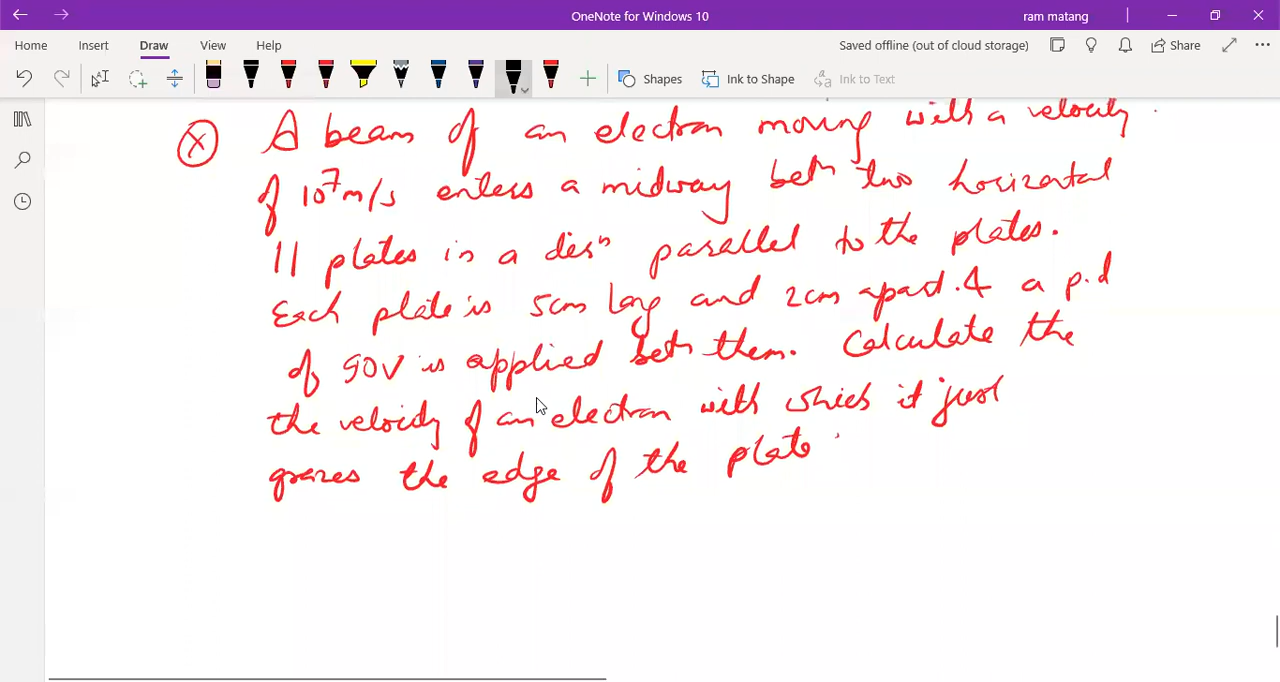 OneNote for Windows 10
ram matang
Home Insert Draw View Help
Saved offline (out of cloud storage)
Share
Shapes
Ink to Shape
Ink to Text
X A beam of an electron moving with a velocity
of 10⁷ m/s enters a midway betⁿ two horizontal
11 plates in a dirⁿ parallel to the plates.
Each plate is 5cm long and 2cm apart. & a p.d
of 90V is applied betⁿ them. Calculate the
the velocity of an electron with which it just
grazes the edge of the plate